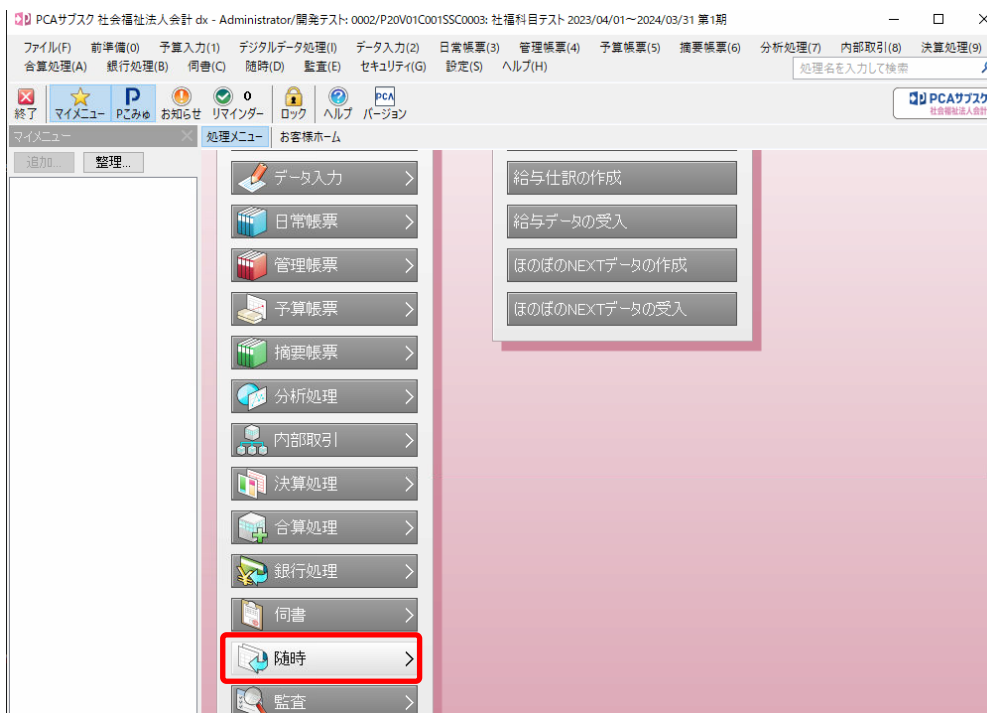 PCAサブスク 社会福祉法人会計 dx - Administrator/開発テスト: 0002/P20V01C001SSC0003: 社福科目テスト 2023/04/01～2024/03/31 第1期
ファイル(F) 前準備(0) 予算入力(1) デジタルデータ処理(I) データ入力(2) 日常帳票(3) 管理帳票(4) 予算帳票(5) 摘要帳票(6) 分析処理(7) 内部取引(8) 決算処理(9)
合算処理(A) 銀行処理(B) 伺書(C) 随時(D) 監査(E) セキュリティ(G) 設定(S) ヘルプ(H)
処理名を入力して検索
0
終了 マイメニュー Pこみゅ お知らせ リマインダー ロック ヘルプ バージョン
PCA
PCAサブスク
社会福祉法人会計
マイメニュー
処理メニュー お客様ホーム
追加... 整理...
データ入力
日常帳票
管理帳票
予算帳票
摘要帳票
分析処理
内部取引
決算処理
合算処理
銀行処理
伺書
随時
監査
給与仕訳の作成
給与データの受入
ほのぼのNEXTデータの作成
ほのぼのNEXTデータの受入